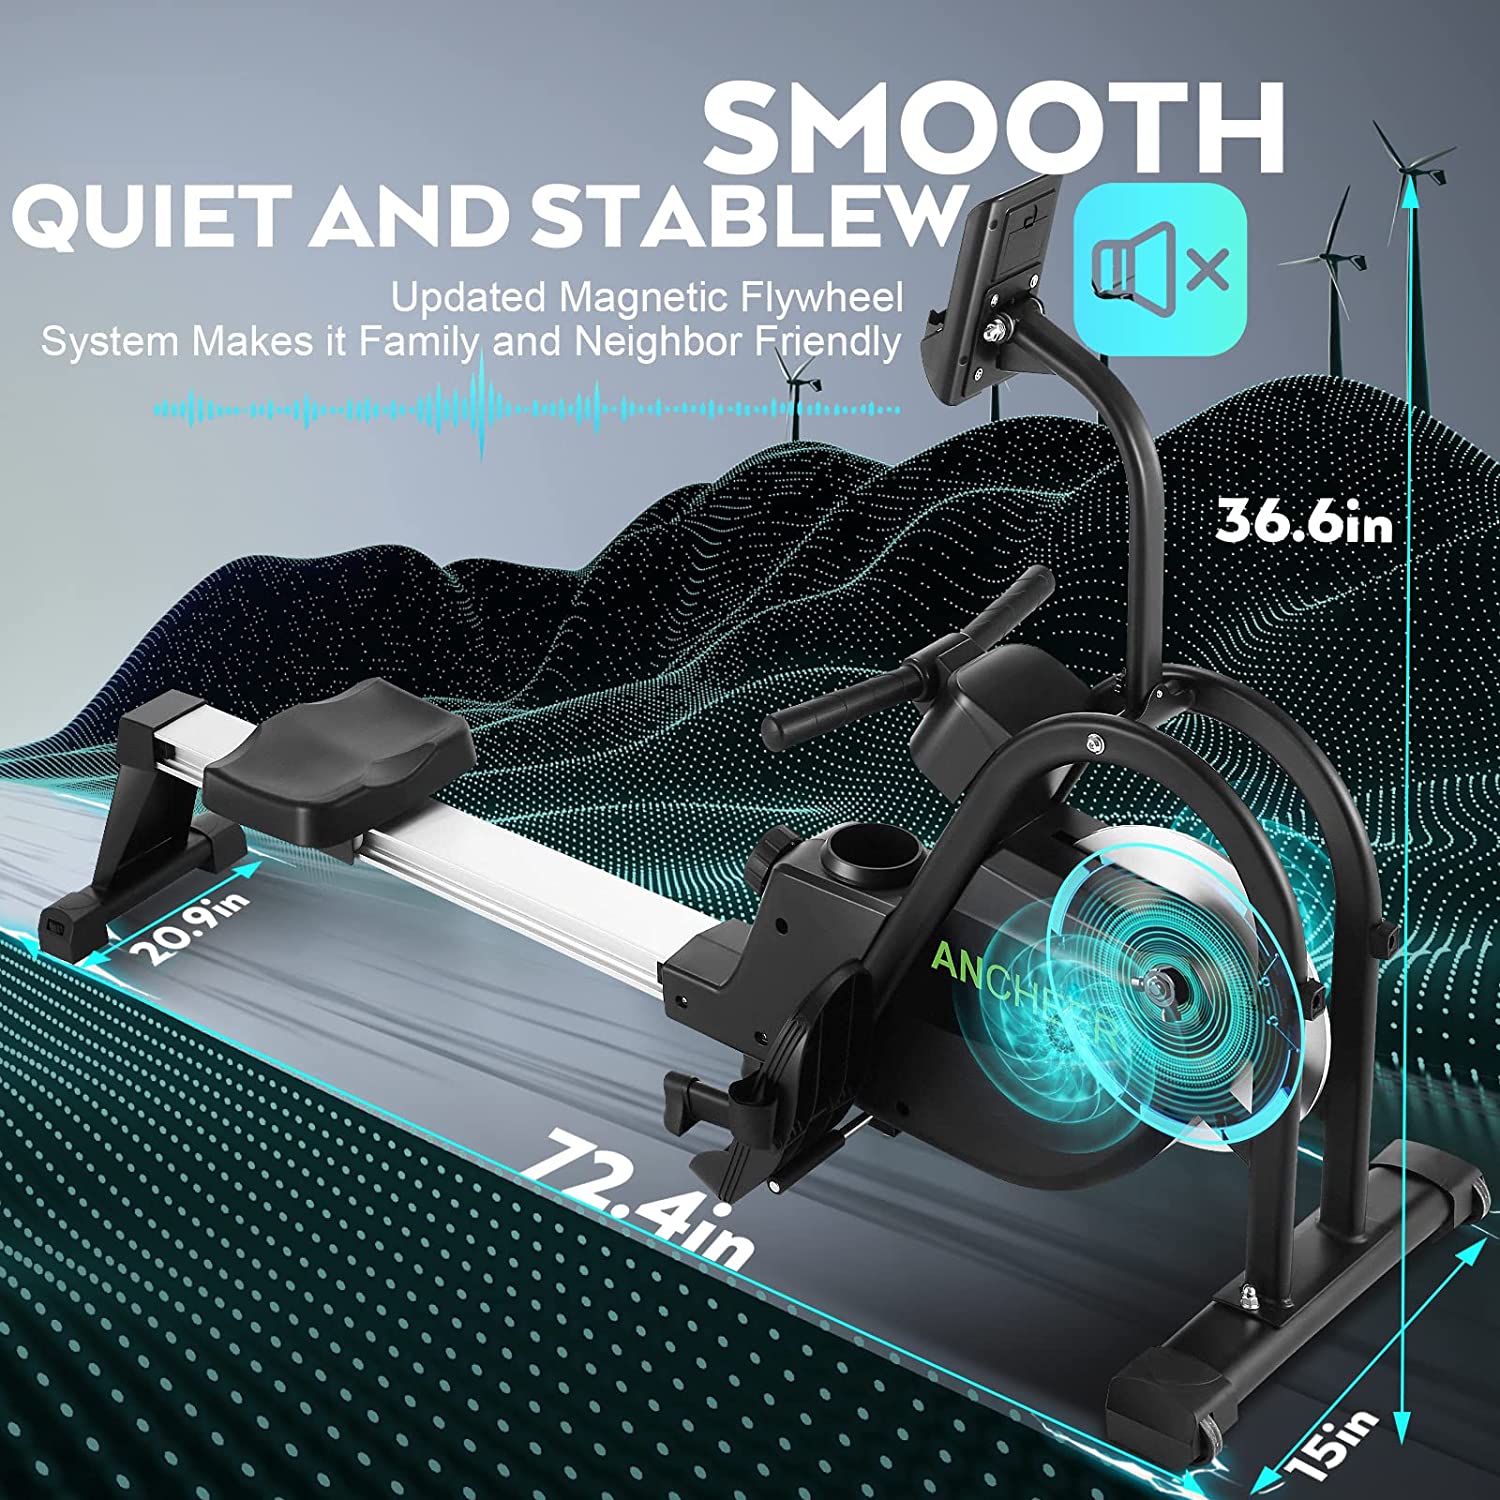 SMOOTH
QUIET AND STABLEW
Updated Magnetic Flywheel
System Makes it Family and Neighbor Friendly
36.6in
20.9in
ANCHEER
72.4in
15in